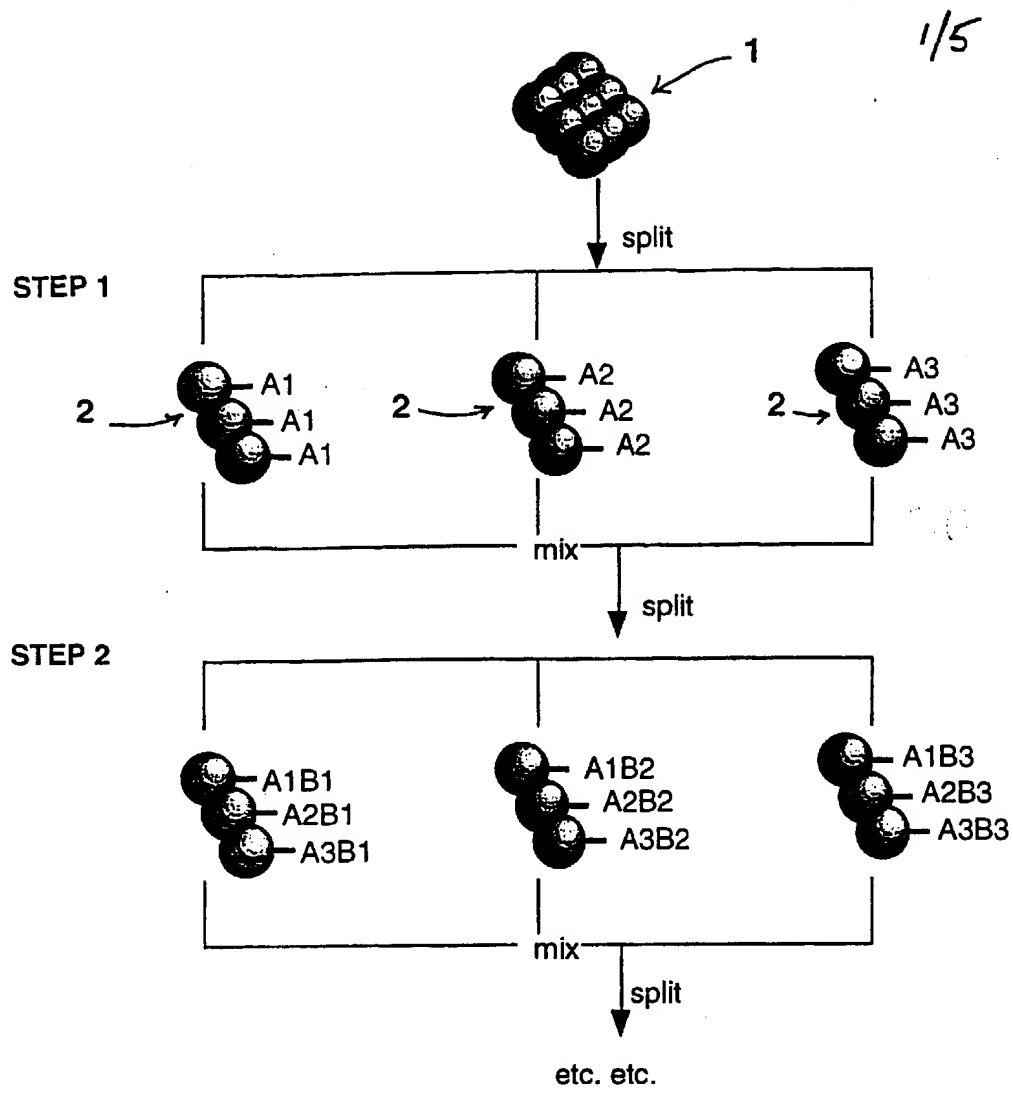 1/5
1
split
STEP 1
A1 A2 A3
2 A1 2 A2 2 A3
A1 A2 A3
mix
split
STEP 2
A1B1 A1B2 A1B3
A2B1 A2B2 A2B3
A3B1 A3B2 A3B3
mix
split
etc. etc.